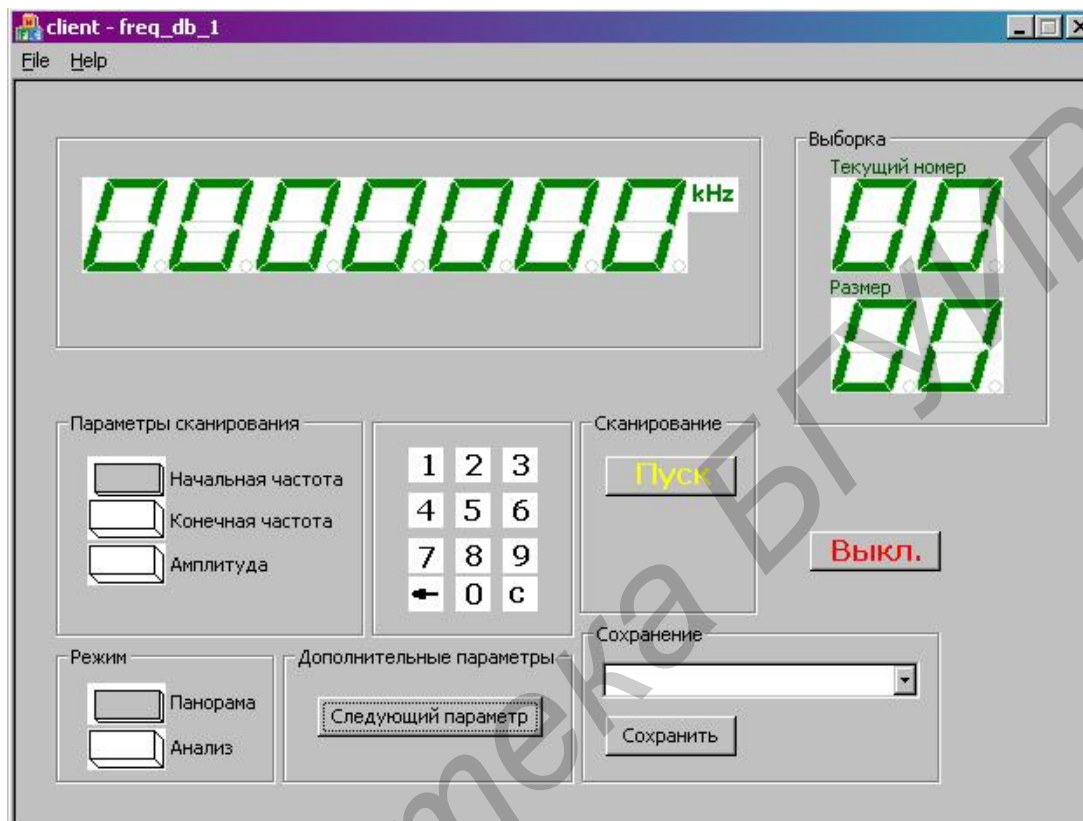 client - freq_db_1
File Help
0000000 kHz
Выборка
Текущий номер
00
Размер
00
Параметры сканирования
Начальная частота
Конечная частота
Амплитуда
1 2 3
4 5 6
7 8 9
← 0 c
Сканирование
Пуск
Выкл.
Режим
Панорама
Анализ
Дополнительные параметры
Следующий параметр
Сохранение
Сохранить
тека БГУИР